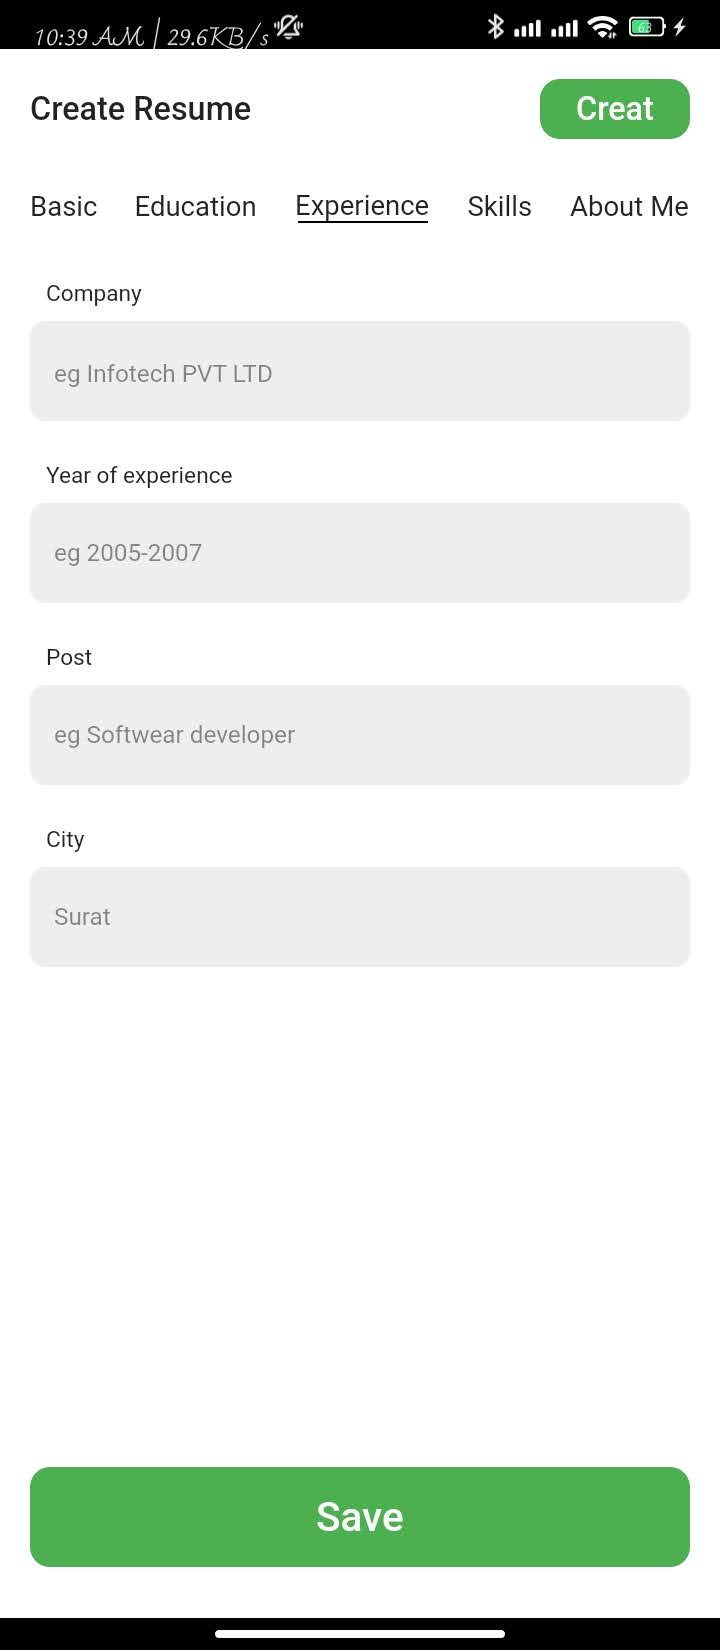 10:39 AM | 29.6KB/s 63
Create Resume Creat
Basic Education Experience Skills About Me
Company
eg Infotech PVT LTD
Year of experience
eg 2005-2007
Post
eg Softwear developer
City
Surat
Save